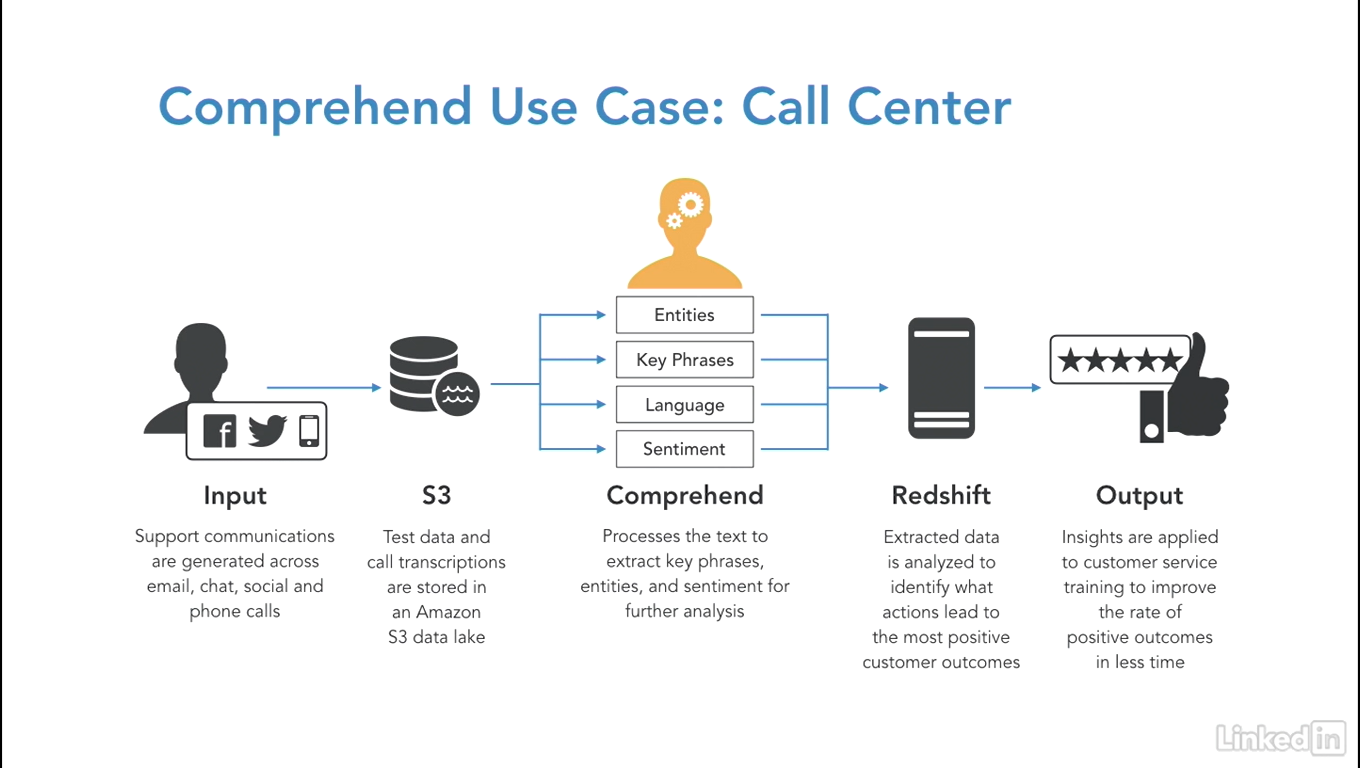 Comprehend Use Case: Call Center
f
Entities
Key Phrases
Language
Sentiment
Input
Support communications
are generated across
email, chat, social and
phone calls
S3
Test data and
call transcriptions
are stored in
an Amazon
S3 data lake
Comprehend
Processes the text to
extract key phrases,
entities, and sentiment for
further analysis
Redshift
Extracted data
is analyzed to
identify what
actions lead to
the most positive
customer outcomes
Output
Insights are applied
to customer service
training to improve
the rate of
positive outcomes
in less time
Linked in